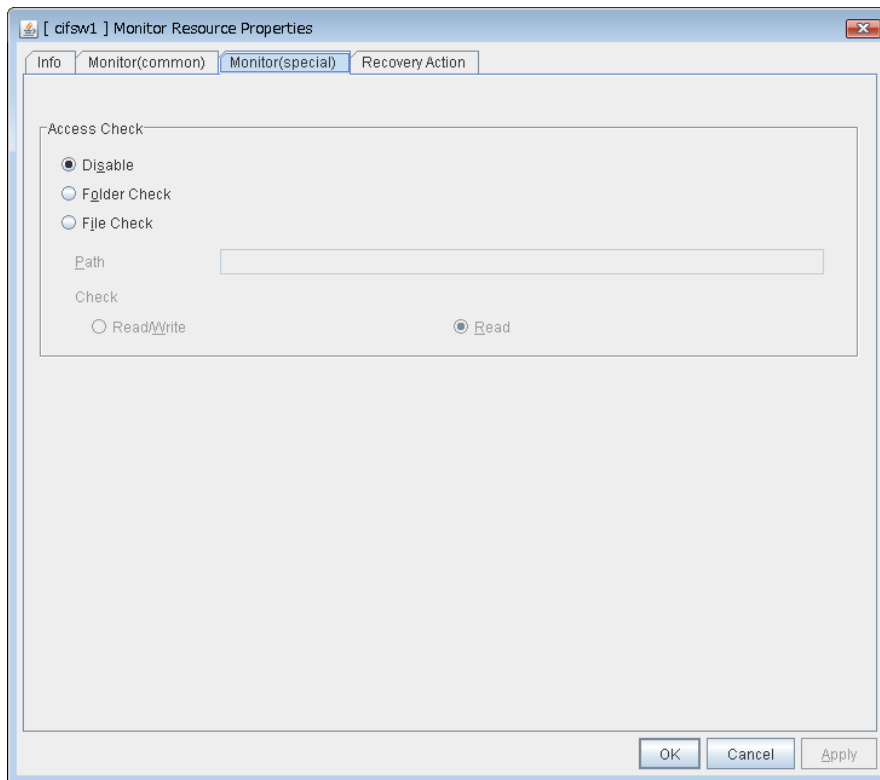 [ cifsw1 ] Monitor Resource Properties
Info Monitor(common) Monitor(special) Recovery Action
Access Check
Disable
Folder Check
File Check
Path
Check
Read/Write Read
OK Cancel Apply